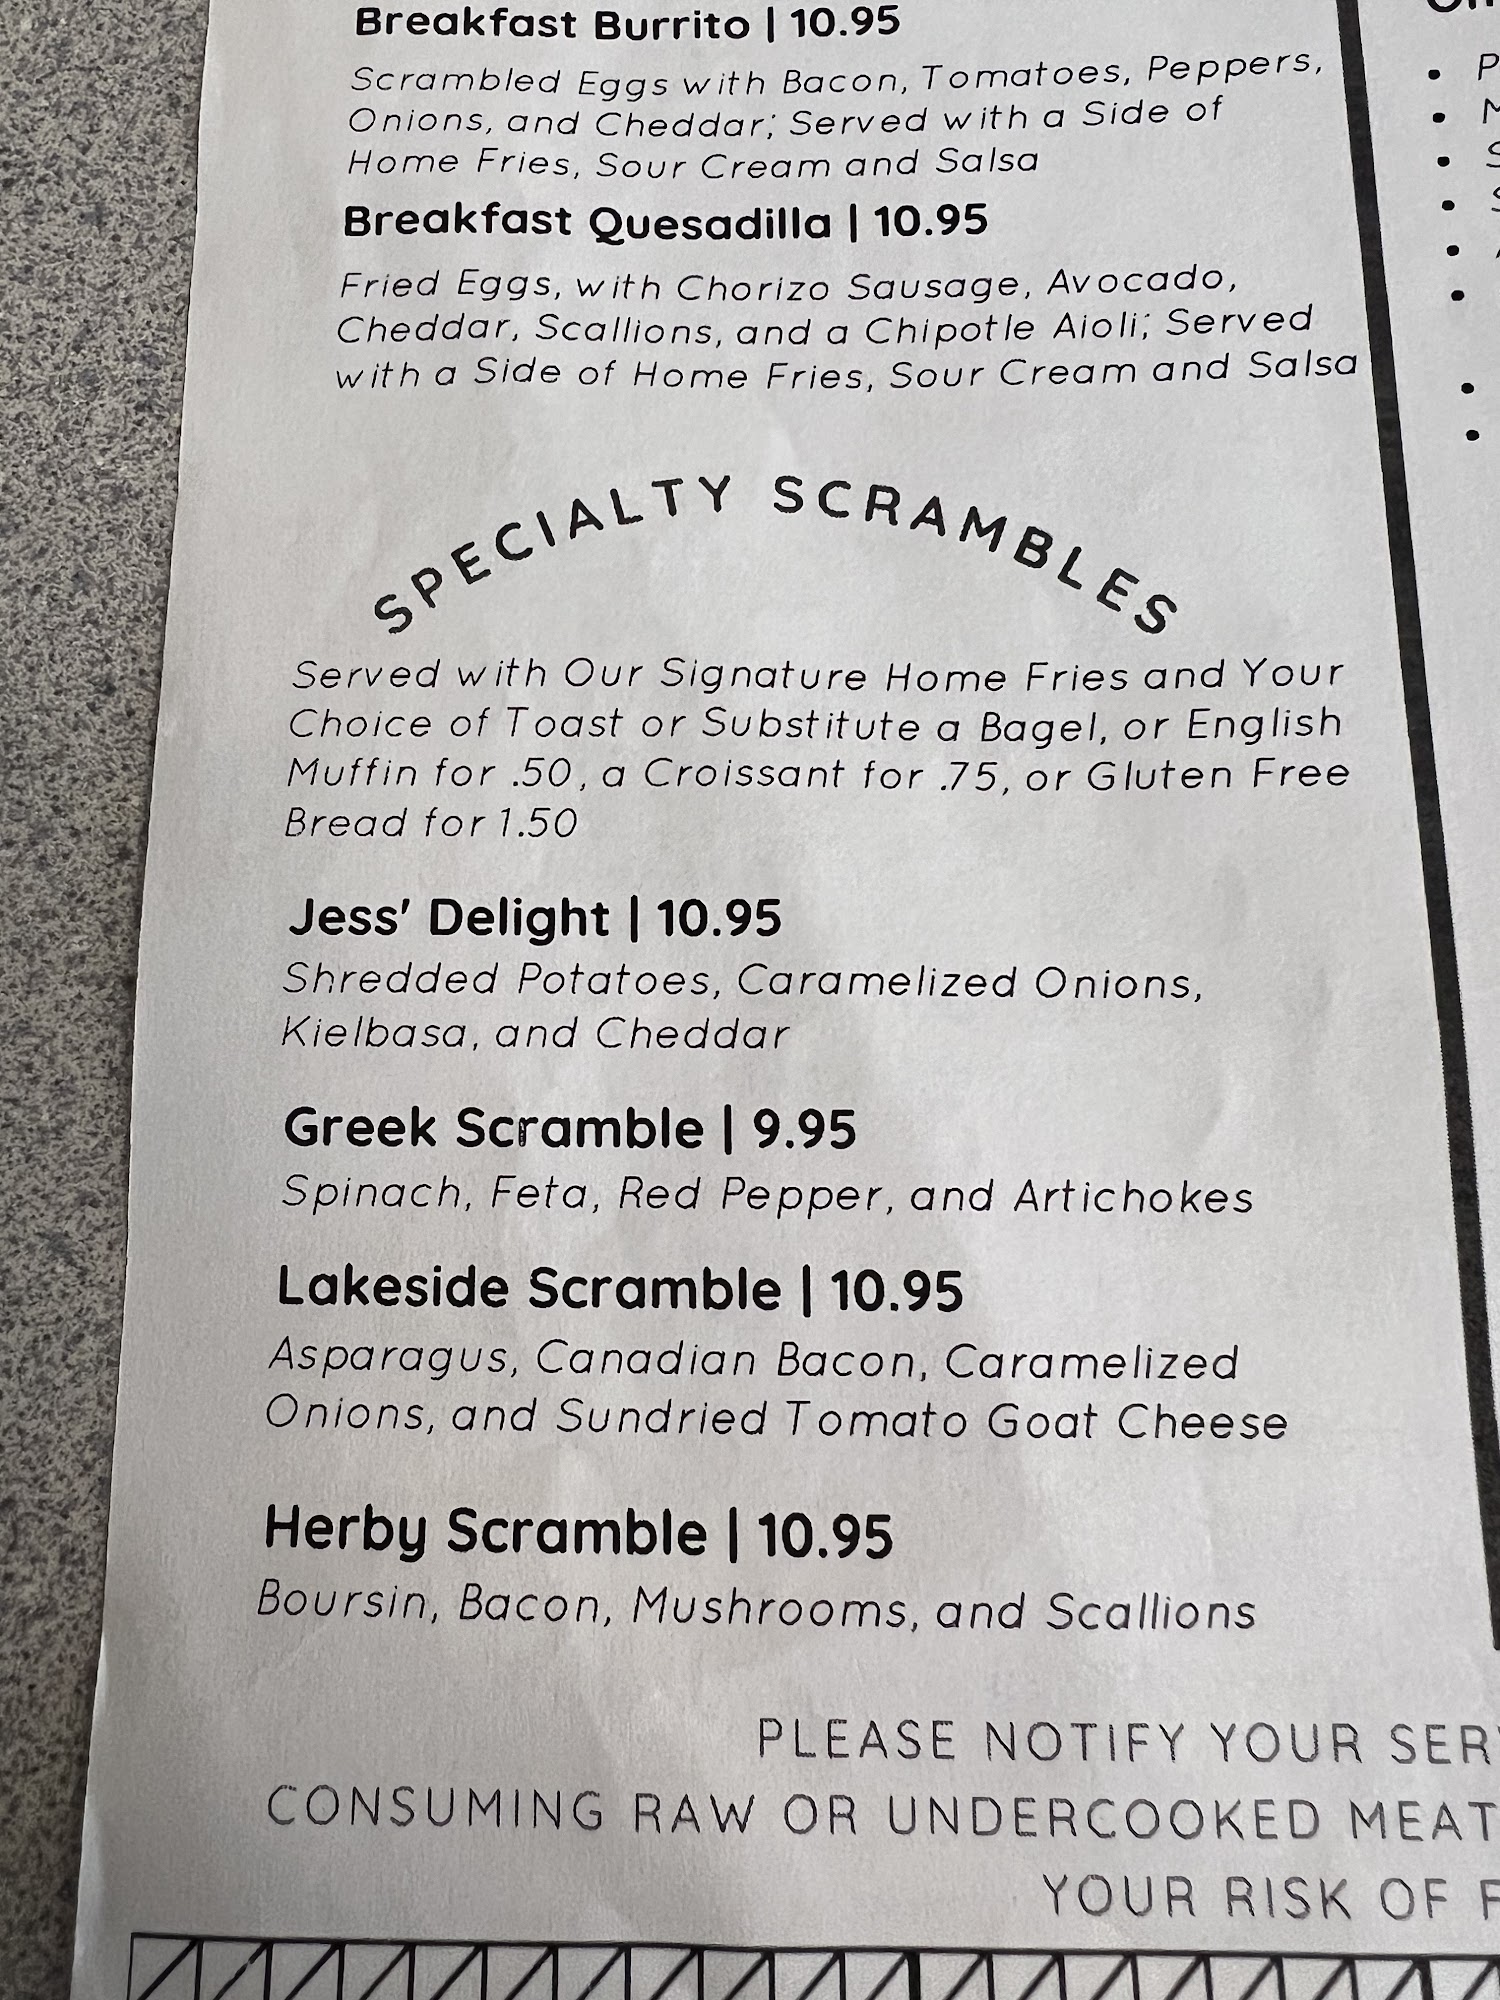 Breakfast Burrito | 10.95
Scrambled Eggs with Bacon, Tomatoes, Peppers,
Onions, and Cheddar; Served with a Side of
Home Fries, Sour Cream and Salsa
Breakfast Quesadilla | 10.95
Fried Eggs, with Chorizo Sausage, Avocado,
Cheddar, Scallions, and a Chipotle Aioli; Served
with a Side of Home Fries, Sour Cream and Salsa
SPECIALTY SCRAMBLES
Served with Our Signature Home Fries and Your
Choice of Toast or Substitute a Bagel, or English
Muffin for .50, a Croissant for .75, or Gluten Free
Bread for 1.50
Jess' Delight | 10.95
Shredded Potatoes, Caramelized Onions,
Kielbasa, and Cheddar
Greek Scramble | 9.95
Spinach, Feta, Red Pepper, and Artichokes
Lakeside Scramble | 10.95
Asparagus, Canadian Bacon, Caramelized
Onions, and Sundried Tomato Goat Cheese
Herby Scramble | 10.95
Boursin, Bacon, Mushrooms, and Scallions
PLEASE NOTIFY YOUR SER
CONSUMING RAW OR UNDERCOOKED MEAT
YOUR RISK OF F